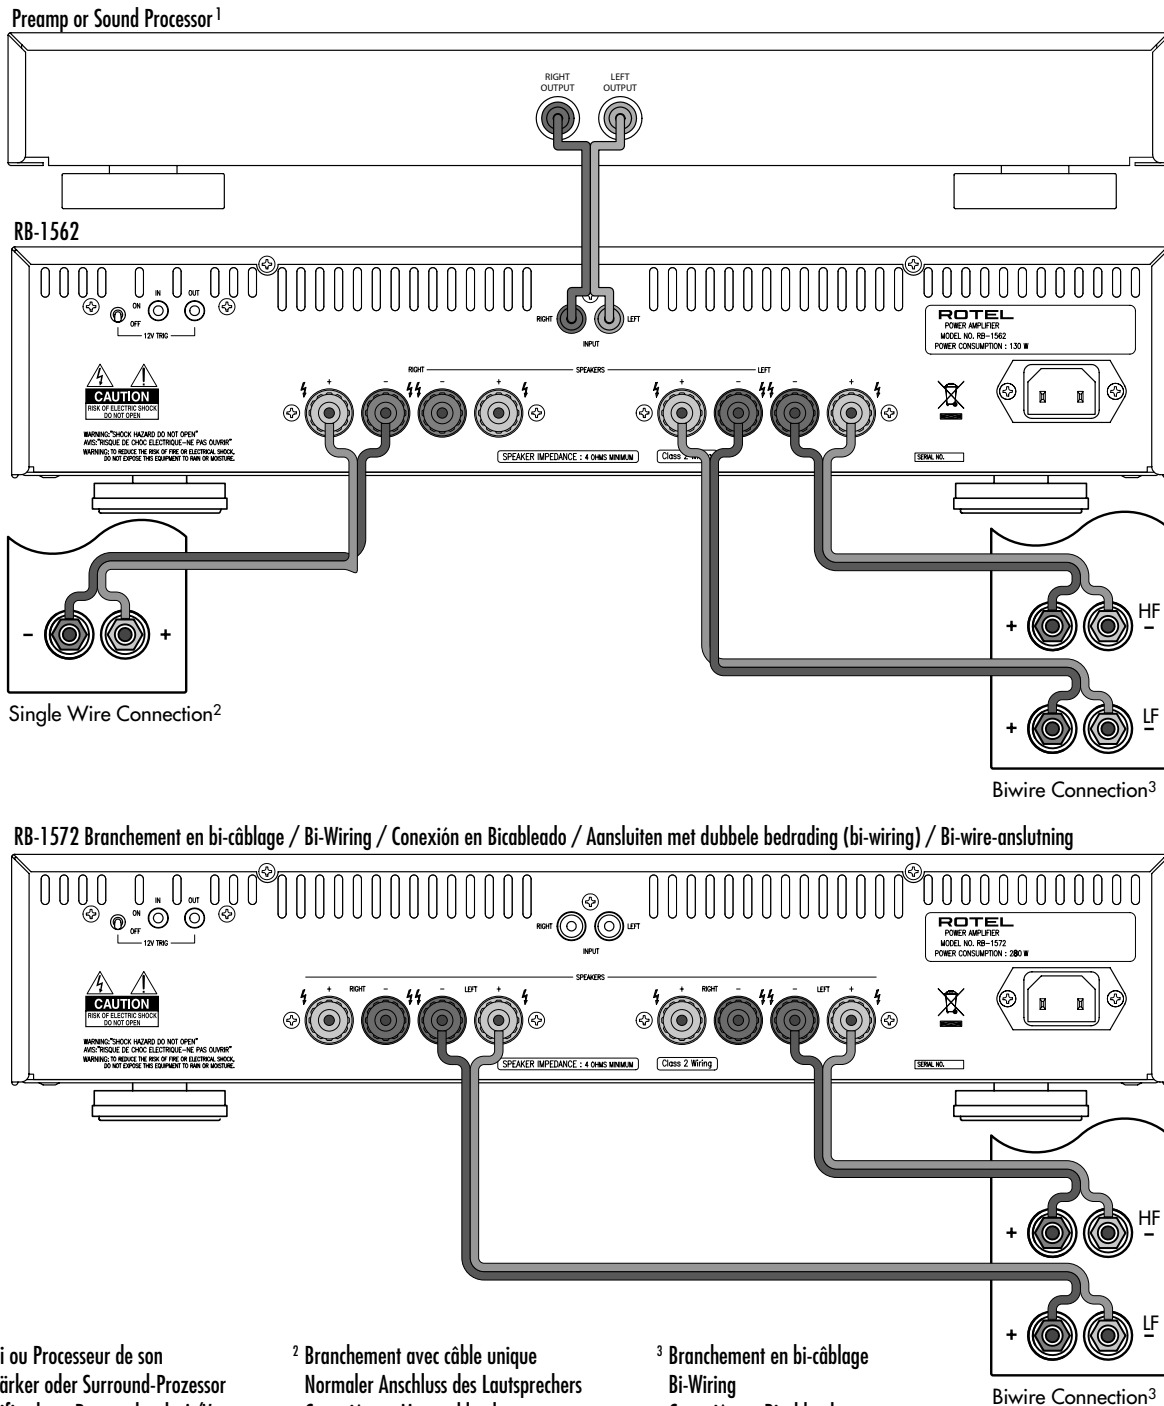 Preamp or Sound Processor 1
RIGHT OUTPUT
LEFT OUTPUT
RB-1562
IN
OUT
ON
OFF
12V TRIG
RIGHT
LEFT
INPUT
ROTEL
POWER AMPLIFIER
MODEL NO. RB-1562
POWER CONSUMPTION : 130 W
CAUTION
RISK OF ELECTRIC SHOCK
DO NOT OPEN
WARNING:"SHOCK HAZARD DO NOT OPEN"
AVIS:"RISQUE DE CHOC ELECTRIQUE-NE PAS OUVRIR"
WARNING: TO REDUCE THE RISK OF FIRE OR ELECTRICAL SHOCK,
DO NOT EXPOSE THIS EQUIPMENT TO RAIN OR MOISTURE.
RIGHT SPEAKERS LEFT
+ − − + + − − +
SPEAKER IMPEDANCE : 4 OHMS MINIMUM
Class 2 Wi
SERIAL NO.
− +
Single Wire Connection2
+ HF −
+ LF −
Biwire Connection3
RB-1572 Branchement en bi-câblage / Bi-Wiring / Conexión en Bicableado / Aansluiten met dubbele bedrading (bi-wiring) / Bi-wire-anslutning
IN
OUT
ON
OFF
12V TRIG
RIGHT
LEFT
INPUT
ROTEL
POWER AMPLIFIER
MODEL NO. RB-1572
POWER CONSUMPTION : 280 W
CAUTION
RISK OF ELECTRIC SHOCK
DO NOT OPEN
WARNING:"SHOCK HAZARD DO NOT OPEN"
AVIS:"RISQUE DE CHOC ELECTRIQUE-NE PAS OUVRIR"
WARNING: TO REDUCE THE RISK OF FIRE OR ELECTRICAL SHOCK,
DO NOT EXPOSE THIS EQUIPMENT TO RAIN OR MOISTURE.
SPEAKERS
+ RIGHT − − LEFT + + RIGHT − − LEFT +
SPEAKER IMPEDANCE : 4 OHMS MINIMUM
Class 2 Wiring
SERIAL NO.
+ HF −
+ LF −
Biwire Connection3
i ou Processeur de son
ärker oder Surround-Prozessor
2 Branchement avec câble unique
Normaler Anschluss des Lautsprechers
3 Branchement en bi-câblage
Bi-Wiring